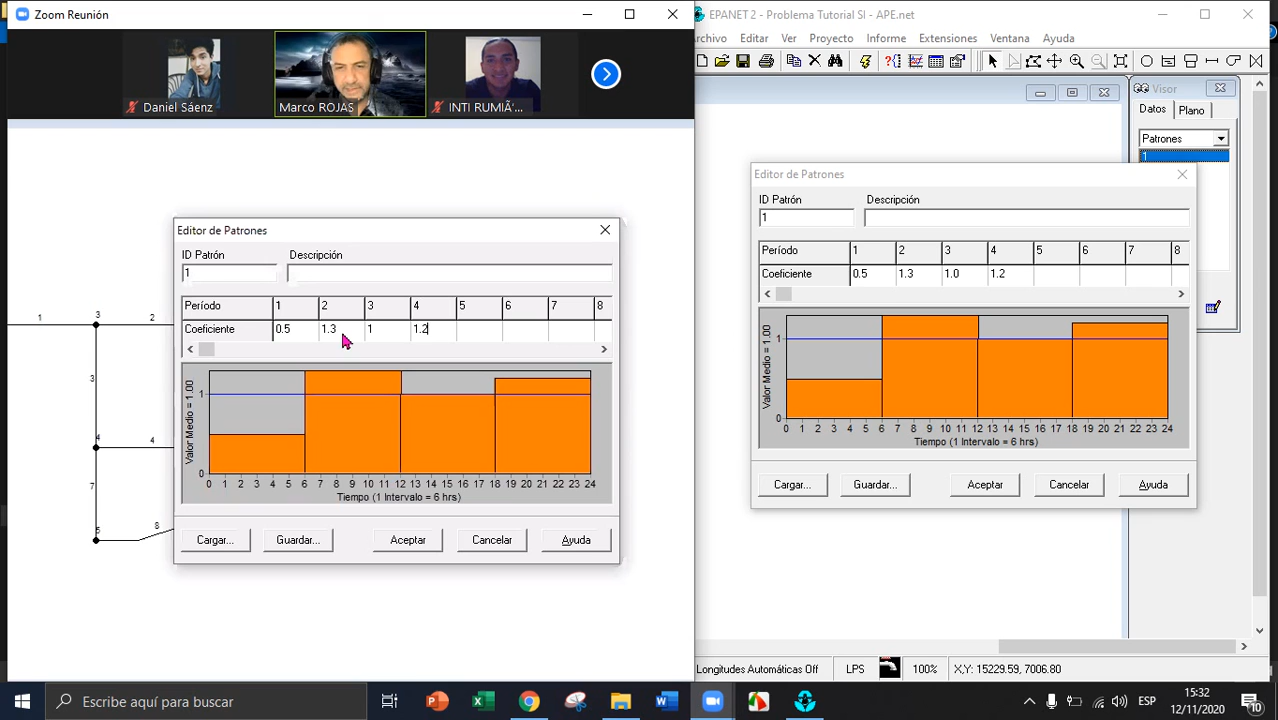 Zoom Reunión
Daniel Sáenz
Marco ROJAS
INTI RUMIÃ'...
1
3
2
3
4
4
7
5
8
Editor de Patrones
ID Patrón
Descripción
1
Período 1 2 3 4 5 6 7 8
Coeficiente 0.5 1.3 1 1.2
Valor Medio = 1.00
1
0
0 1 2 3 4 5 6 7 8 9 10 11 12 13 14 15 16 17 18 19 20 21 22 23 24
Tiempo (1 Intervalo = 6 hrs)
Cargar... Guardar... Aceptar Cancelar Ayuda
EPANET 2 - Problema Tutorial SI - APE.net
rchivo Editar Ver Proyecto Informe Extensiones Ventana Ayuda
Visor
Datos Plano
Patrones
1
Editor de Patrones
ID Patrón
Descripción
1
Período 1 2 3 4 5 6 7 8
Coeficiente 0.5 1.3 1.0 1.2
Valor Medio = 1.00
1
0
0 1 2 3 4 5 6 7 8 9 10 11 12 13 14 15 16 17 18 19 20 21 22 23 24
Tiempo (1 Intervalo = 6 hrs)
Cargar... Guardar... Aceptar Cancelar Ayuda
Longitudes Automáticas Off LPS 100% X,Y: 15229.59, 7006.80
Escribe aquí para buscar
ESP
15:32
12/11/2020
10